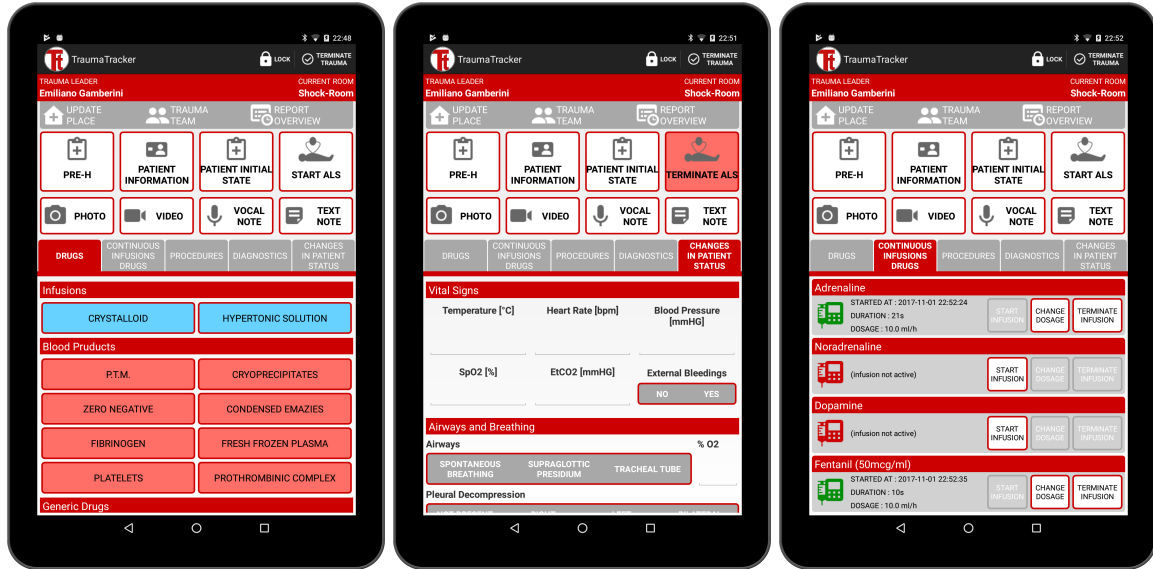 22:48
Tt TraumaTracker
LOCK
TERMINATE
TRAUMA
TRAUMA LEADER
CURRENT ROOM
Emiliano Gamberini
Shock-Room
UPDATE
PLACE
TRAUMA
TEAM
REPORT
OVERVIEW
PRE-H
PATIENT
INFORMATION
PATIENT INITIAL
STATE
START ALS
PHOTO
VIDEO
VOCAL
NOTE
TEXT
NOTE
DRUGS
CONTINUOUS
INFUSIONS
DRUGS
PROCEDURES
DIAGNOSTICS
CHANGES
IN PATIENT
STATUS
Infusions
CRYSTALLOID
HYPERTONIC SOLUTION
Blood Pruducts
P.T.M.
CRYOPRECIPITATES
ZERO NEGATIVE
CONDENSED EMAZIES
FIBRINOGEN
FRESH FROZEN PLASMA
PLATELETS
PROTHROMBINIC COMPLEX
Generic Drugs
22:51
Tt TraumaTracker
LOCK
TERMINATE
TRAUMA
TRAUMA LEADER
CURRENT ROOM
Emiliano Gamberini
Shock-Room
UPDATE
PLACE
TRAUMA
TEAM
REPORT
OVERVIEW
PRE-H
PATIENT
INFORMATION
PATIENT INITIAL
STATE
TERMINATE ALS
PHOTO
VIDEO
VOCAL
NOTE
TEXT
NOTE
DRUGS
CONTINUOUS
INFUSIONS
DRUGS
PROCEDURES
DIAGNOSTICS
CHANGES
IN PATIENT
STATUS
Vital Signs
Temperature [°C]
Heart Rate [bpm]
Blood Pressure
[mmHG]
SpO2 [%]
EtCO2 [mmHG]
External Bleedings
NO YES
Airways and Breathing
Airways
% O2
SPONTANEOUS
BREATHING
SUPRAGLOTTIC
PRESIDIUM
TRACHEAL TUBE
Pleural Decompression
22:52
Tt TraumaTracker
LOCK
TERMINATE
TRAUMA
TRAUMA LEADER
CURRENT ROOM
Emiliano Gamberini
Shock-Room
UPDATE
PLACE
TRAUMA
TEAM
REPORT
OVERVIEW
PRE-H
PATIENT
INFORMATION
PATIENT INITIAL
STATE
START ALS
PHOTO
VIDEO
VOCAL
NOTE
TEXT
NOTE
DRUGS
CONTINUOUS
INFUSIONS
DRUGS
PROCEDURES
DIAGNOSTICS
CHANGES
IN PATIENT
STATUS
Adrenaline
STARTED AT : 2017-11-01 22:52:24
DURATION : 21s
DOSAGE : 10.0 ml/h
START
INFUSION
CHANGE
DOSAGE
TERMINATE
INFUSION
Noradrenaline
(infusion not active)
START
INFUSION
CHANGE
DOSAGE
TERMINATE
INFUSION
Dopamine
(infusion not active)
START
INFUSION
CHANGE
DOSAGE
TERMINATE
INFUSION
Fentanil (50mcg/ml)
STARTED AT : 2017-11-01 22:52:35
DURATION : 10s
DOSAGE : 10.0 ml/h
START
INFUSION
CHANGE
DOSAGE
TERMINATE
INFUSION